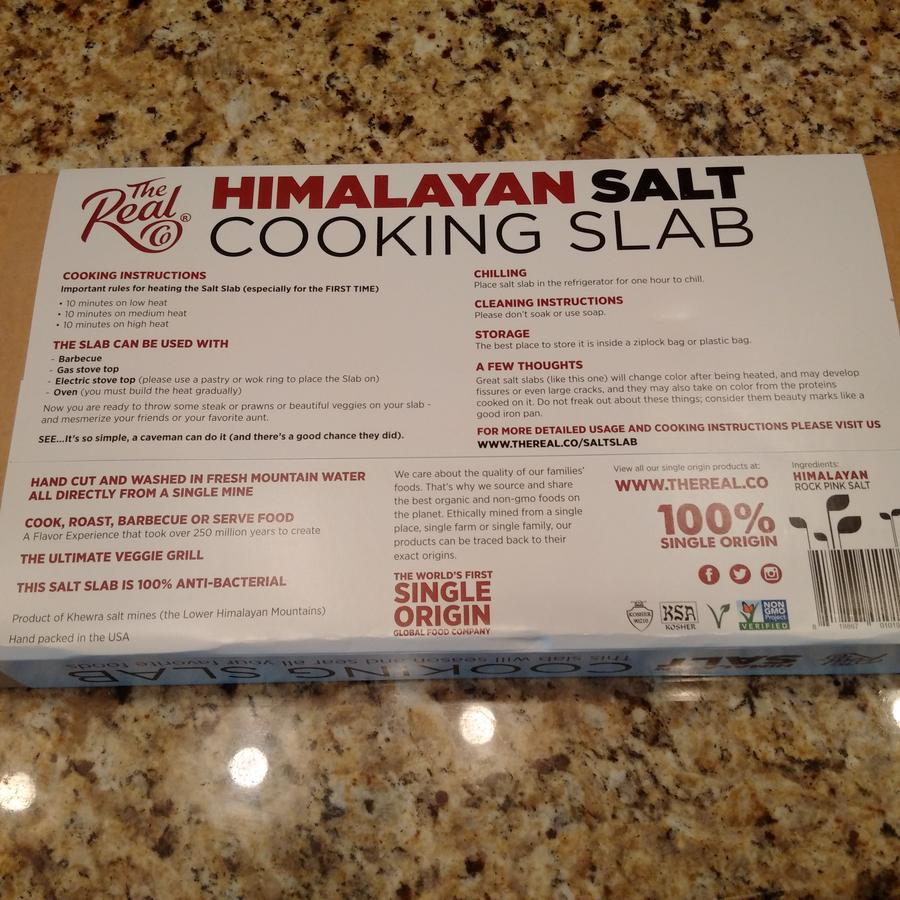 The
Real
Co®
HIMALAYAN SALT
COOKING SLAB
COOKING INSTRUCTIONS
Important rules for heating the Salt Slab (especially for the FIRST TIME)
• 10 minutes on low heat
• 10 minutes on medium heat
• 10 minutes on high heat
THE SLAB CAN BE USED WITH
- Barbecue
- Gas stove top
- Electric stove top (please use a pastry or wok ring to place the Slab on)
- Oven (you must build the heat gradually)
Now you are ready to throw some steak or prawns or beautiful veggies on your slab -
and mesmerize your friends or your favorite aunt.
SEE...It's so simple, a caveman can do it (and there's a good chance they did).
CHILLING
Place salt slab in the refrigerator for one hour to chill.
CLEANING INSTRUCTIONS
Please don't soak or use soap.
STORAGE
The best place to store it is inside a ziplock bag or plastic bag.
A FEW THOUGHTS
Great salt slabs (like this one) will change color after being heated, and may develop
fissures or even large cracks, and they may also take on color from the proteins
cooked on it. Do not freak out about these things; consider them beauty marks like a
good iron pan.
FOR MORE DETAILED USAGE AND COOKING INSTRUCTIONS PLEASE VISIT US
WWW.THEREAL.CO/SALTSLAB
HAND CUT AND WASHED IN FRESH MOUNTAIN WATER
ALL DIRECTLY FROM A SINGLE MINE
COOK, ROAST, BARBECUE OR SERVE FOOD
A Flavor Experience that took over 250 million years to create
THE ULTIMATE VEGGIE GRILL
THIS SALT SLAB IS 100% ANTI-BACTERIAL
Product of Khewra salt mines (the Lower Himalayan Mountains)
Hand packed in the USA
We care about the quality of our families'
foods. That's why we source and share
the best organic and non-gmo foods on
the planet. Ethically mined from a single
place, single farm or single family, our
products can be traced back to their
exact origins.
THE WORLD'S FIRST
SINGLE
ORIGIN
GLOBAL FOOD COMPANY
View all our single origin products at:
WWW.THEREAL.CO
100%
SINGLE ORIGIN
KOSHER
90210
KSA
KOSHER
V
NON
GMO
Project
VERIFIED
Ingredients:
HIMALAYAN
ROCK PINK SALT
COOKING SLAB
This slab will season and sear all your favorite foods
SALT